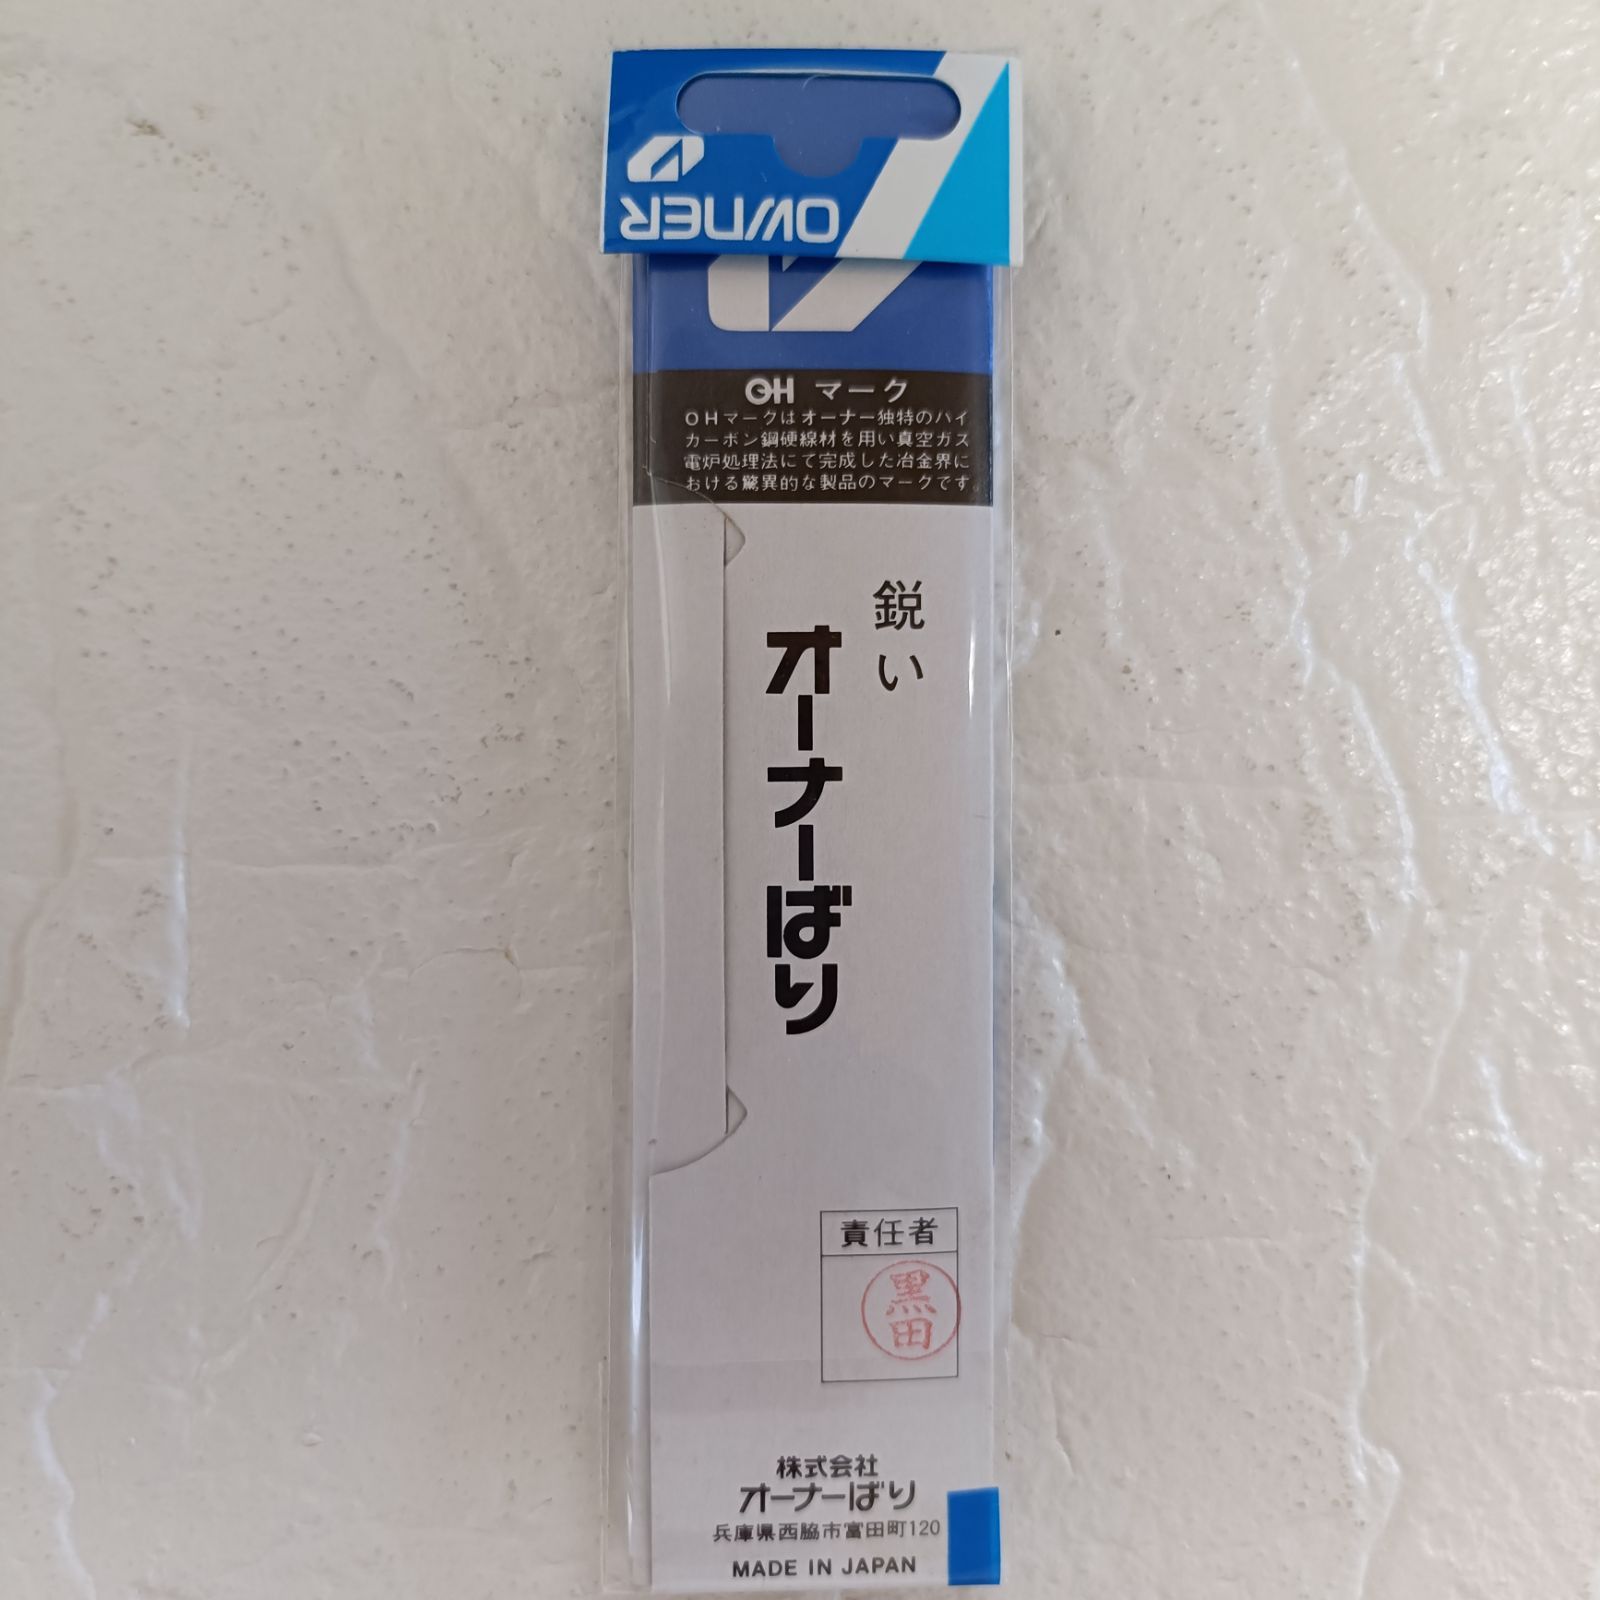 OWNER
OH マーク
OHマークはオーナー独特のハイ
カーボン鋼硬線材を用い真空ガス
電炉処理法にて完成した冶金界に
おける驚異的な製品のマークです。
鋭い
オーナーばり
責任者
黒田
株式会社
オーナーばり
兵庫県西脇市富田町120
MADE IN JAPAN